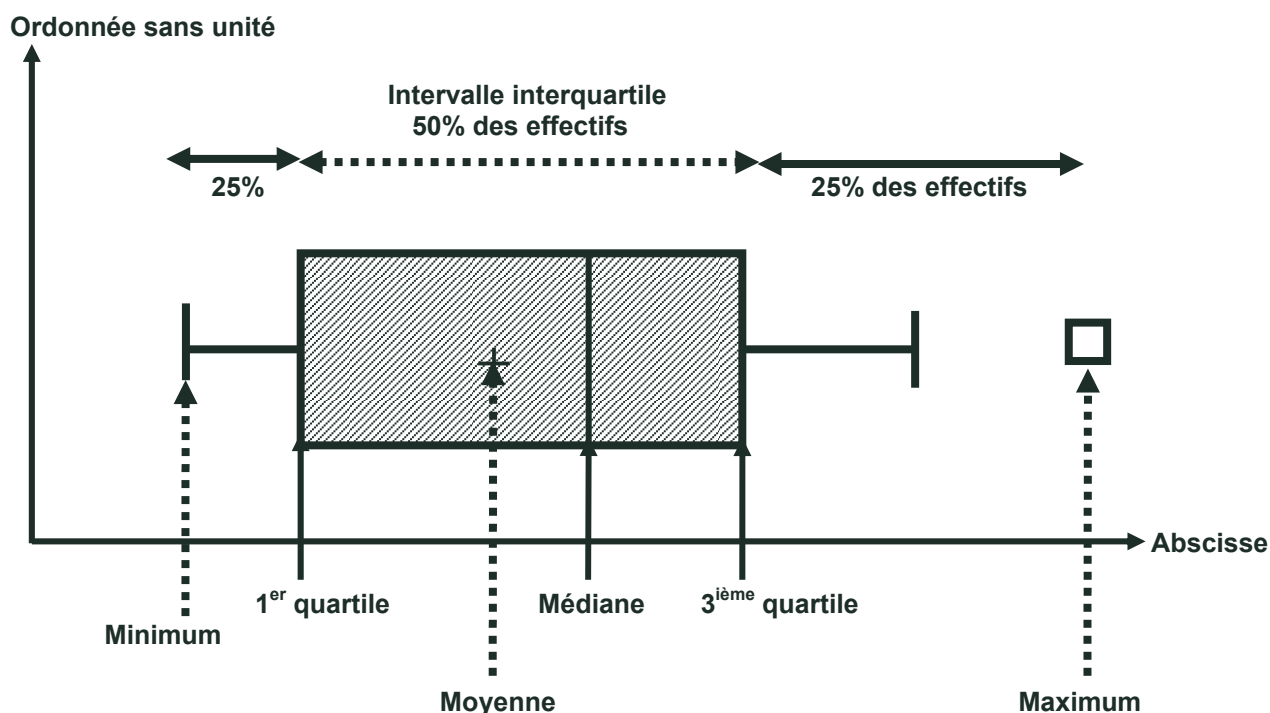 Ordonnée sans unité
Intervalle interquartile
50% des effectifs
25%
25% des effectifs
Abscisse
1er quartile
Médiane
3ième quartile
Minimum
Moyenne
Maximum